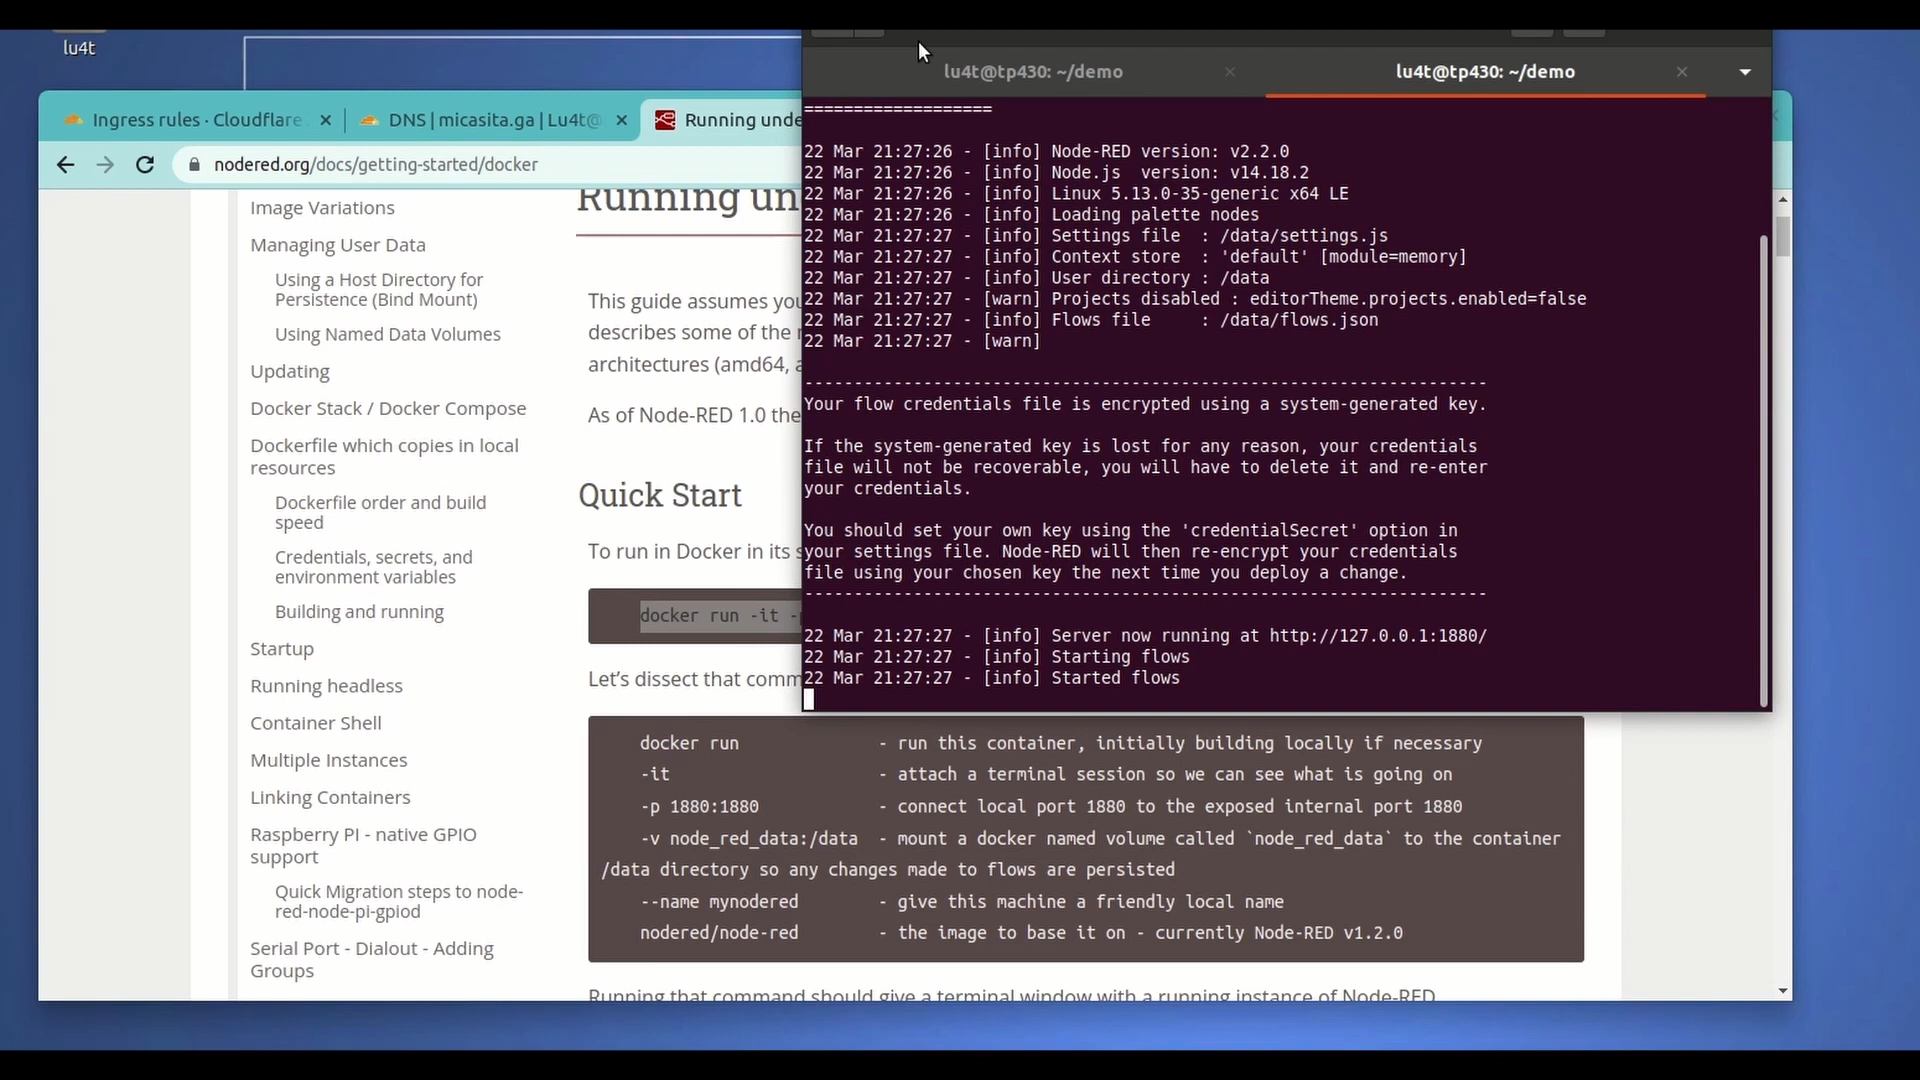 lu4t
lu4t@tp430: ~/demo
lu4t@tp430: ~/demo
Ingress rules · Cloudflare
DNS | micasita.ga | Lu4t@
Running unde
nodered.org/docs/getting-started/docker
Image Variations
Managing User Data
Using a Host Directory for
Persistence (Bind Mount)
Using Named Data Volumes
Updating
Docker Stack / Docker Compose
Dockerfile which copies in local
resources
Dockerfile order and build
speed
Credentials, secrets, and
environment variables
Building and running
Startup
Running headless
Container Shell
Multiple Instances
Linking Containers
Raspberry PI - native GPIO
support
Quick Migration steps to node-
red-node-pi-gpiod
Serial Port - Dialout - Adding
Groups
Running un
This guide assumes you
describes some of the
architectures (amd64, a
As of Node-RED 1.0 the
Quick Start
To run in Docker in its s
docker run -it -
Let's dissect that comm
docker run - run this container, initially building locally if necessary
-it - attach a terminal session so we can see what is going on
-p 1880:1880 - connect local port 1880 to the exposed internal port 1880
-v node_red_data:/data - mount a docker named volume called `node_red_data` to the container
/data directory so any changes made to flows are persisted
--name mynodered - give this machine a friendly local name
nodered/node-red - the image to base it on - currently Node-RED v1.2.0
Running that command should give a terminal window with a running instance of Node-RED
===================
22 Mar 21:27:26 - [info] Node-RED version: v2.2.0
22 Mar 21:27:26 - [info] Node.js  version: v14.18.2
22 Mar 21:27:26 - [info] Linux 5.13.0-35-generic x64 LE
22 Mar 21:27:26 - [info] Loading palette nodes
22 Mar 21:27:27 - [info] Settings file  : /data/settings.js
22 Mar 21:27:27 - [info] Context store  : 'default' [module=memory]
22 Mar 21:27:27 - [info] User directory : /data
22 Mar 21:27:27 - [warn] Projects disabled : editorTheme.projects.enabled=false
22 Mar 21:27:27 - [info] Flows file     : /data/flows.json
22 Mar 21:27:27 - [warn]
---------------------------------------------------------------------
Your flow credentials file is encrypted using a system-generated key.
If the system-generated key is lost for any reason, your credentials
file will not be recoverable, you will have to delete it and re-enter
your credentials.
You should set your own key using the 'credentialSecret' option in
your settings file. Node-RED will then re-encrypt your credentials
file using your chosen key the next time you deploy a change.
---------------------------------------------------------------------
22 Mar 21:27:27 - [info] Server now running at http://127.0.0.1:1880/
22 Mar 21:27:27 - [info] Starting flows
22 Mar 21:27:27 - [info] Started flows